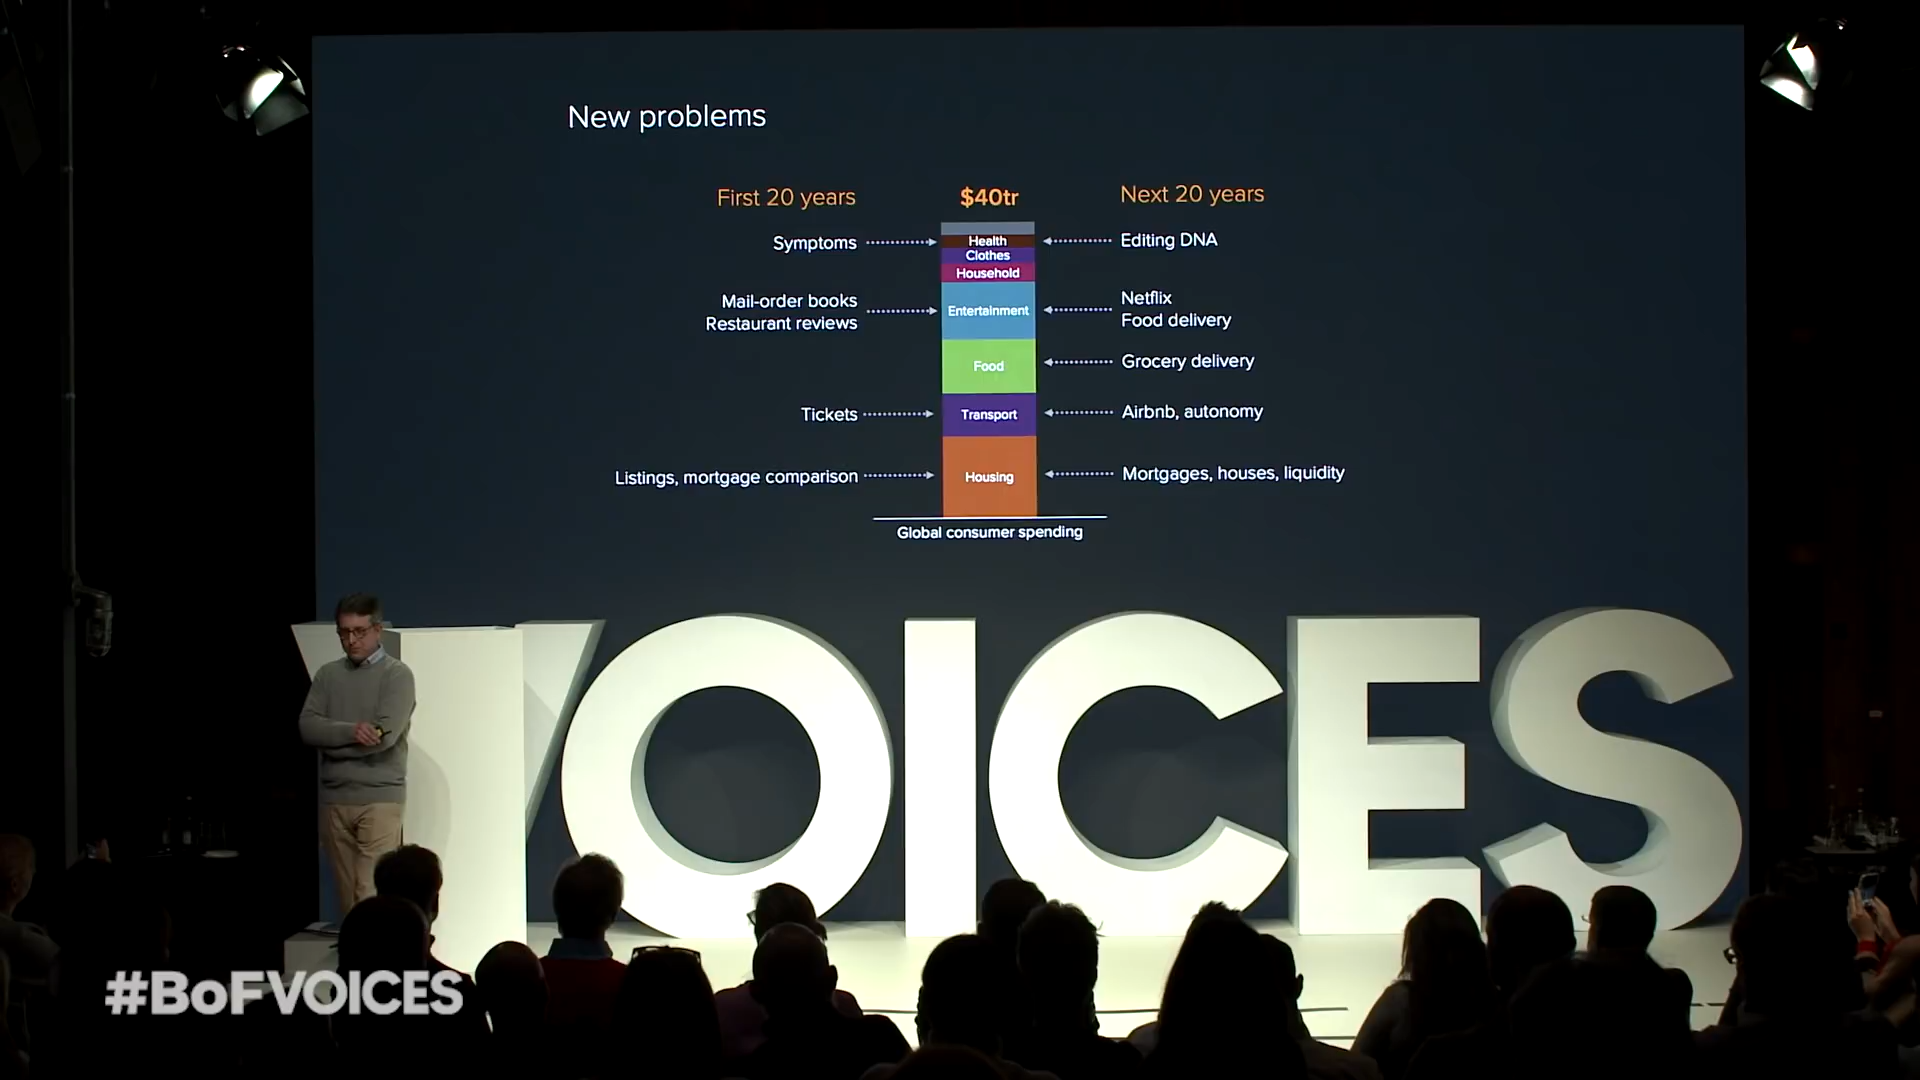 New problems
First 20 years
$40tr
Next 20 years
Symptoms
Health
Editing DNA
Clothes
Household
Mail-order books
Restaurant reviews
Entertainment
Netflix
Food delivery
Food
Grocery delivery
Tickets
Transport
Airbnb, autonomy
Listings, mortgage comparison
Housing
Mortgages, houses, liquidity
Global consumer spending
VOICES
#BoFVOICES